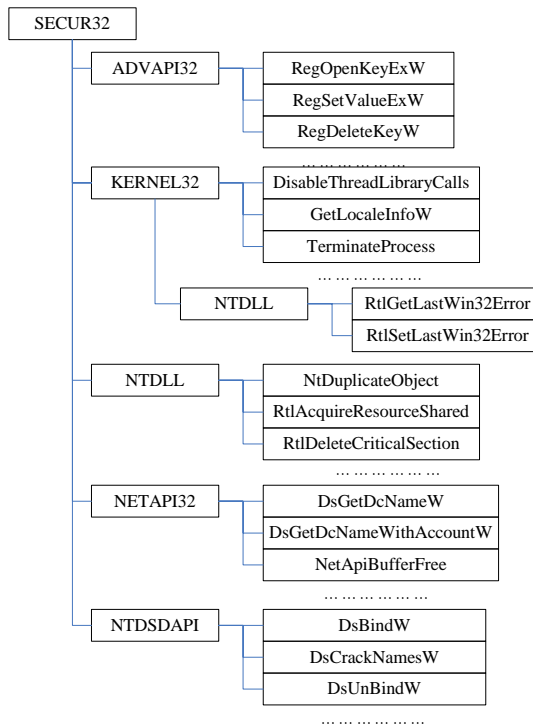 SECUR32
ADVAPI32
RegOpenKeyExW
RegSetValueExW
RegDeleteKeyW
………………
KERNEL32
DisableThreadLibraryCalls
GetLocaleInfoW
TerminateProcess
………………
NTDLL
RtlGetLastWin32Error
RtlSetLastWin32Error
NTDLL
NtDuplicateObject
RtlAcquireResourceShared
RtlDeleteCriticalSection
………………
NETAPI32
DsGetDcNameW
DsGetDcNameWithAccountW
NetApiBufferFree
………………
NTDSDAPI
DsBindW
DsCrackNamesW
DsUnBindW
………………